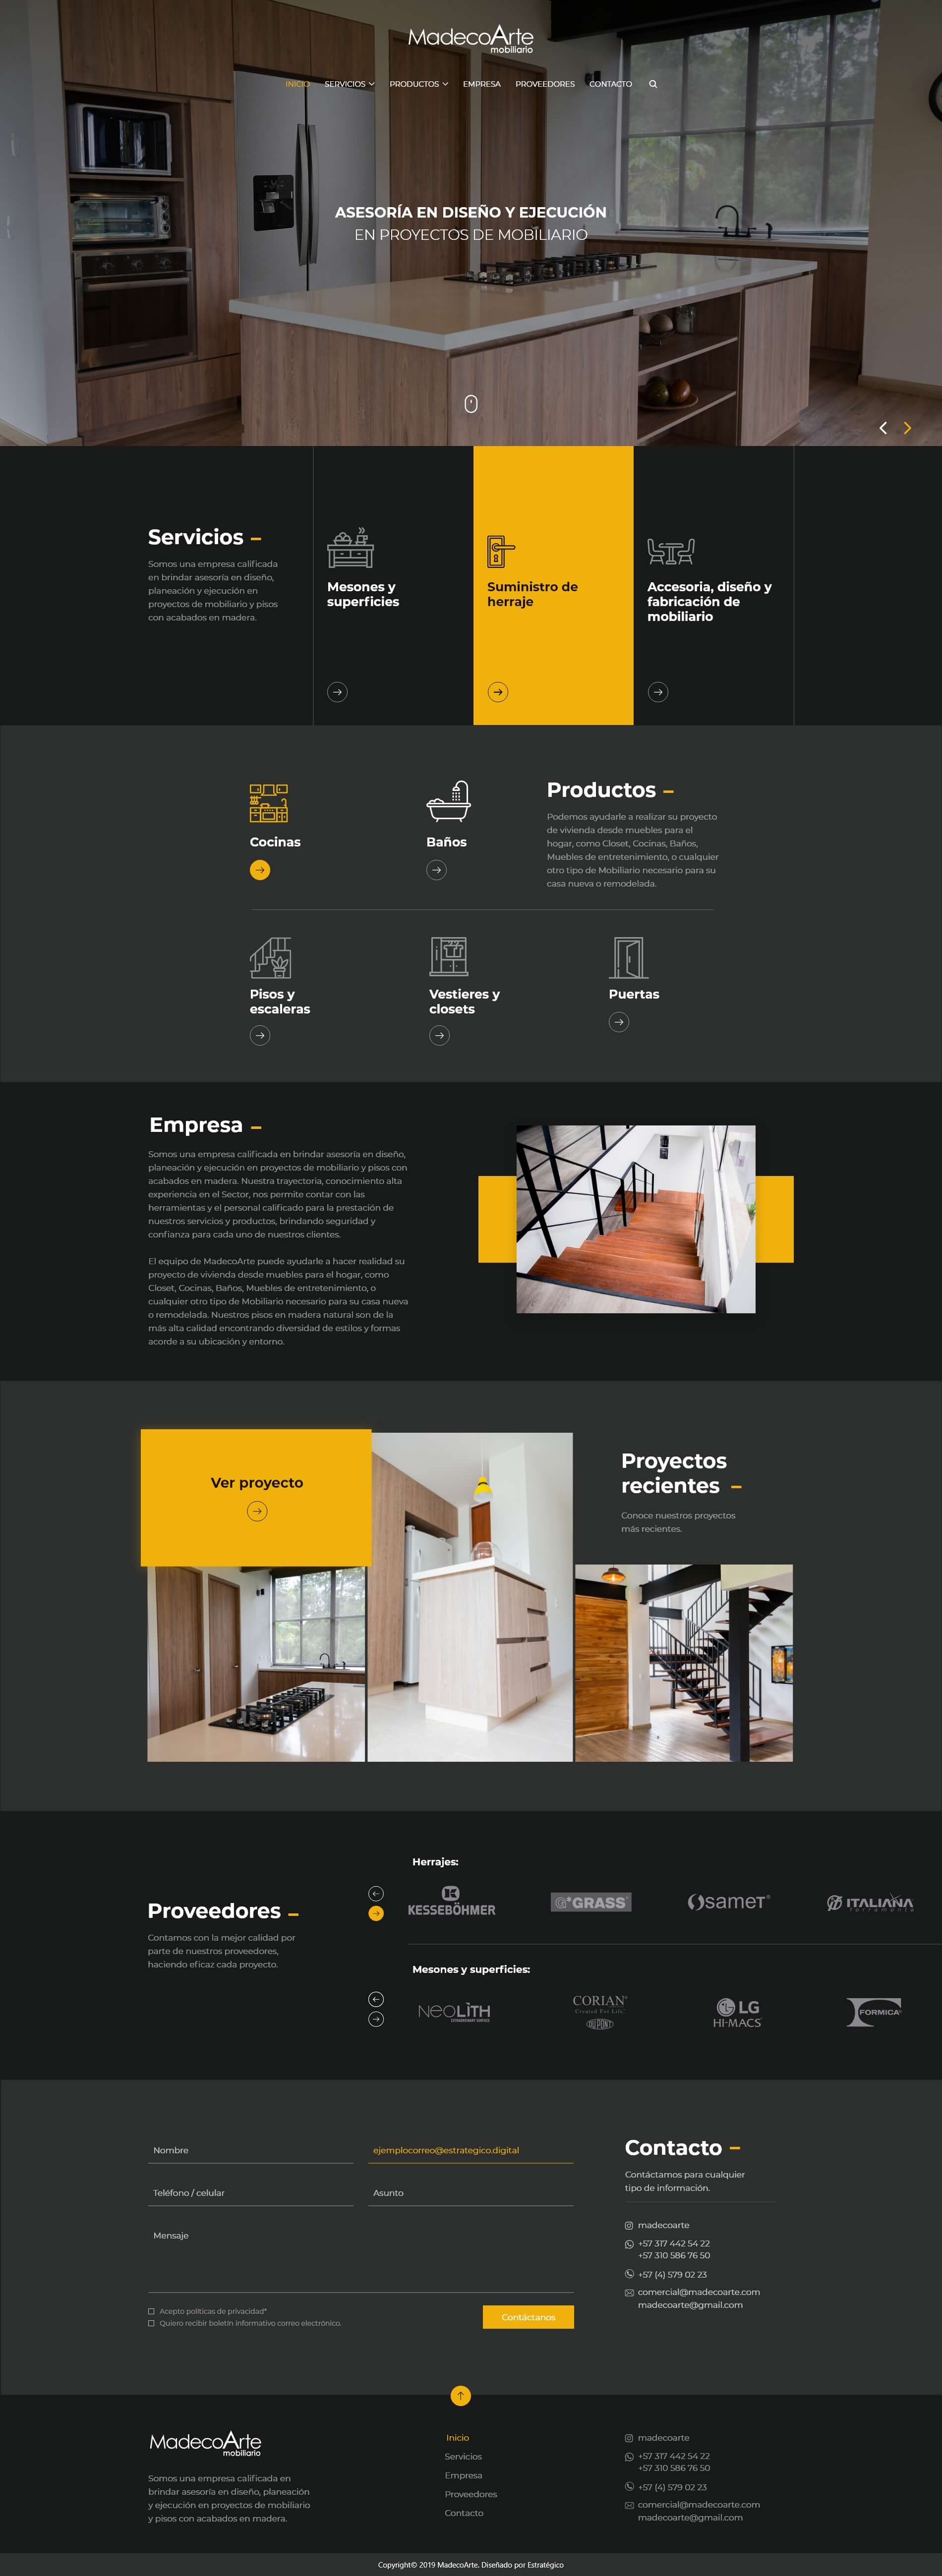 MadecoArte
mobiliario
INICIO SERVICIOS PRODUCTOS EMPRESA PROVEEDORES CONTACTO
ASESORÍA EN DISEÑO Y EJECUCIÓN
EN PROYECTOS DE MOBILIARIO
Servicios
Somos una empresa calificada
en brindar asesoría en diseño,
planeación y ejecución en
proyectos de mobiliario y pisos
con acabados en madera.
Mesones y
superficies
Suministro de
herraje
Accesoria, diseño y
fabricación de
mobiliario
Cocinas
Baños
Productos
Podemos ayudarle a realizar su proyecto
de vivienda desde muebles para el
hogar, como Closet, Cocinas, Baños,
Muebles de entretenimiento, o cualquier
otro tipo de Mobiliario necesario para su
casa nueva o remodelada.
Pisos y
escaleras
Vestieres y
closets
Puertas
Empresa
Somos una empresa calificada en brindar asesoría en diseño,
planeación y ejecución en proyectos de mobiliario y pisos con
acabados en madera. Nuestra trayectoria, conocimiento alta
experiencia en el Sector, nos permite contar con las
herramientas y el personal calificado para la prestación de
nuestros servicios y productos, brindando seguridad y
confianza para cada uno de nuestros clientes.
El equipo de MadecoArte puede ayudarle a hacer realidad su
proyecto de vivienda desde muebles para el hogar, como
Closet, Cocinas, Baños, Muebles de entretenimiento, o
cualquier otro tipo de Mobiliario necesario para su casa nueva
o remodelada. Nuestros pisos en madera natural son de la
más alta calidad encontrando diversidad de estilos y formas
acorde a su ubicación y entorno.
Ver proyecto
Proyectos
recientes
Conoce nuestros proyectos
más recientes.
Proveedores
Contamos con la mejor calidad por
parte de nuestros proveedores,
haciendo eficaz cada proyecto.
Herrajes:
KESSEBÖHMER
GRASS®
samet®
ITALIANA
ferramenta
Mesones y superficies:
NEOLITH
EXTRAORDINARY SURFACE
CORIAN®
Created For Life™
DUPONT
LG
HI-MACS
FORMICA®
Nombre
ejemplocorreo@estrategico.digital
Teléfono / celular
Asunto
Mensaje
Acepto políticas de privacidad*
Quiero recibir boletín informativo correo electrónico.
Contáctanos
Contacto
Contáctamos para cualquier
tipo de información.
madecoarte
+57 317 442 54 22
+57 310 586 76 50
+57 (4) 579 02 23
comercial@madecoarte.com
madecoarte@gmail.com
MadecoArte
mobiliario
Somos una empresa calificada en
brindar asesoría en diseño, planeación
y ejecución en proyectos de mobiliario
y pisos con acabados en madera.
Inicio
Servicios
Empresa
Proveedores
Contacto
madecoarte
+57 317 442 54 22
+57 310 586 76 50
+57 (4) 579 02 23
comercial@madecoarte.com
madecoarte@gmail.com
Copyright© 2019 MadecoArte. Diseñado por Estratégico